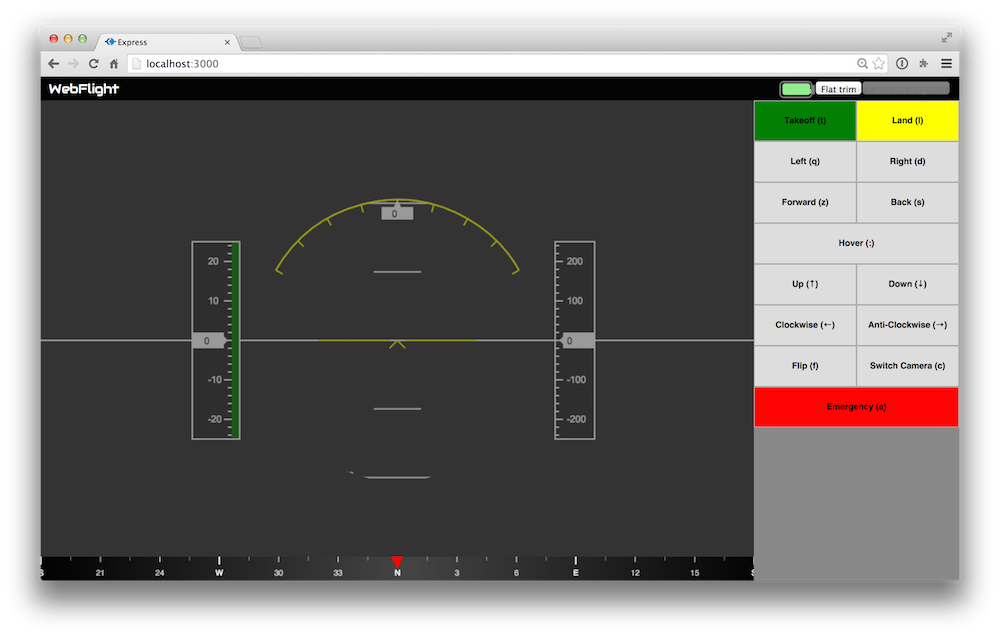 Express
localhost:3000
WebFlight
Flat trim
Takeoff (t)
Land (l)
Left (q)
Right (d)
Forward (z)
Back (s)
Hover (:)
Up (↑)
Down (↓)
Clockwise (←)
Anti-Clockwise (→)
Flip (f)
Switch Camera (c)
Emergency (e)
0
20
10
0
-10
-20
200
100
0
-100
-200
S 21 24 W 30 33 N 3 6 E 12 15 S